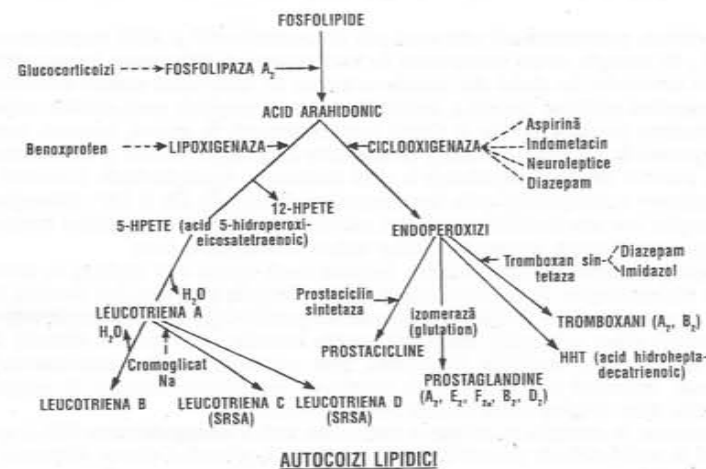 FOSFOLIPIDE
Glucocorticoizi
FOSFOLIPAZA A₂
ACID ARAHIDONIC
Benoxprofen
LIPOXIGENAZA
CICLOOXIGENAZA
Aspirină
Indometacin
Neuroleptice
Diazepam
12-HPETE
5-HPETE (acid 5-hidroperoxi-
eicosatetraenoic)
ENDOPEROXIZI
H₂O
LEUCOTRIENA A
H₂O
Cromoglicat
Na
Prostaciclin
sintetaza
Izomerază
(glutation)
Tromboxan sin-
tetaza
Diazepam
Imidazol
TROMBOXANI (A₂, B₂)
PROSTACICLINE
HHT (acid hidrohepta-
decatrienoic)
PROSTAGLANDINE
(A₂, E₂, F₂α, B₂, D₂)
LEUCOTRIENA B
LEUCOTRIENA C
(SRSA)
LEUCOTRIENA D
(SRSA)
AUTOCOIZI LIPIDICI